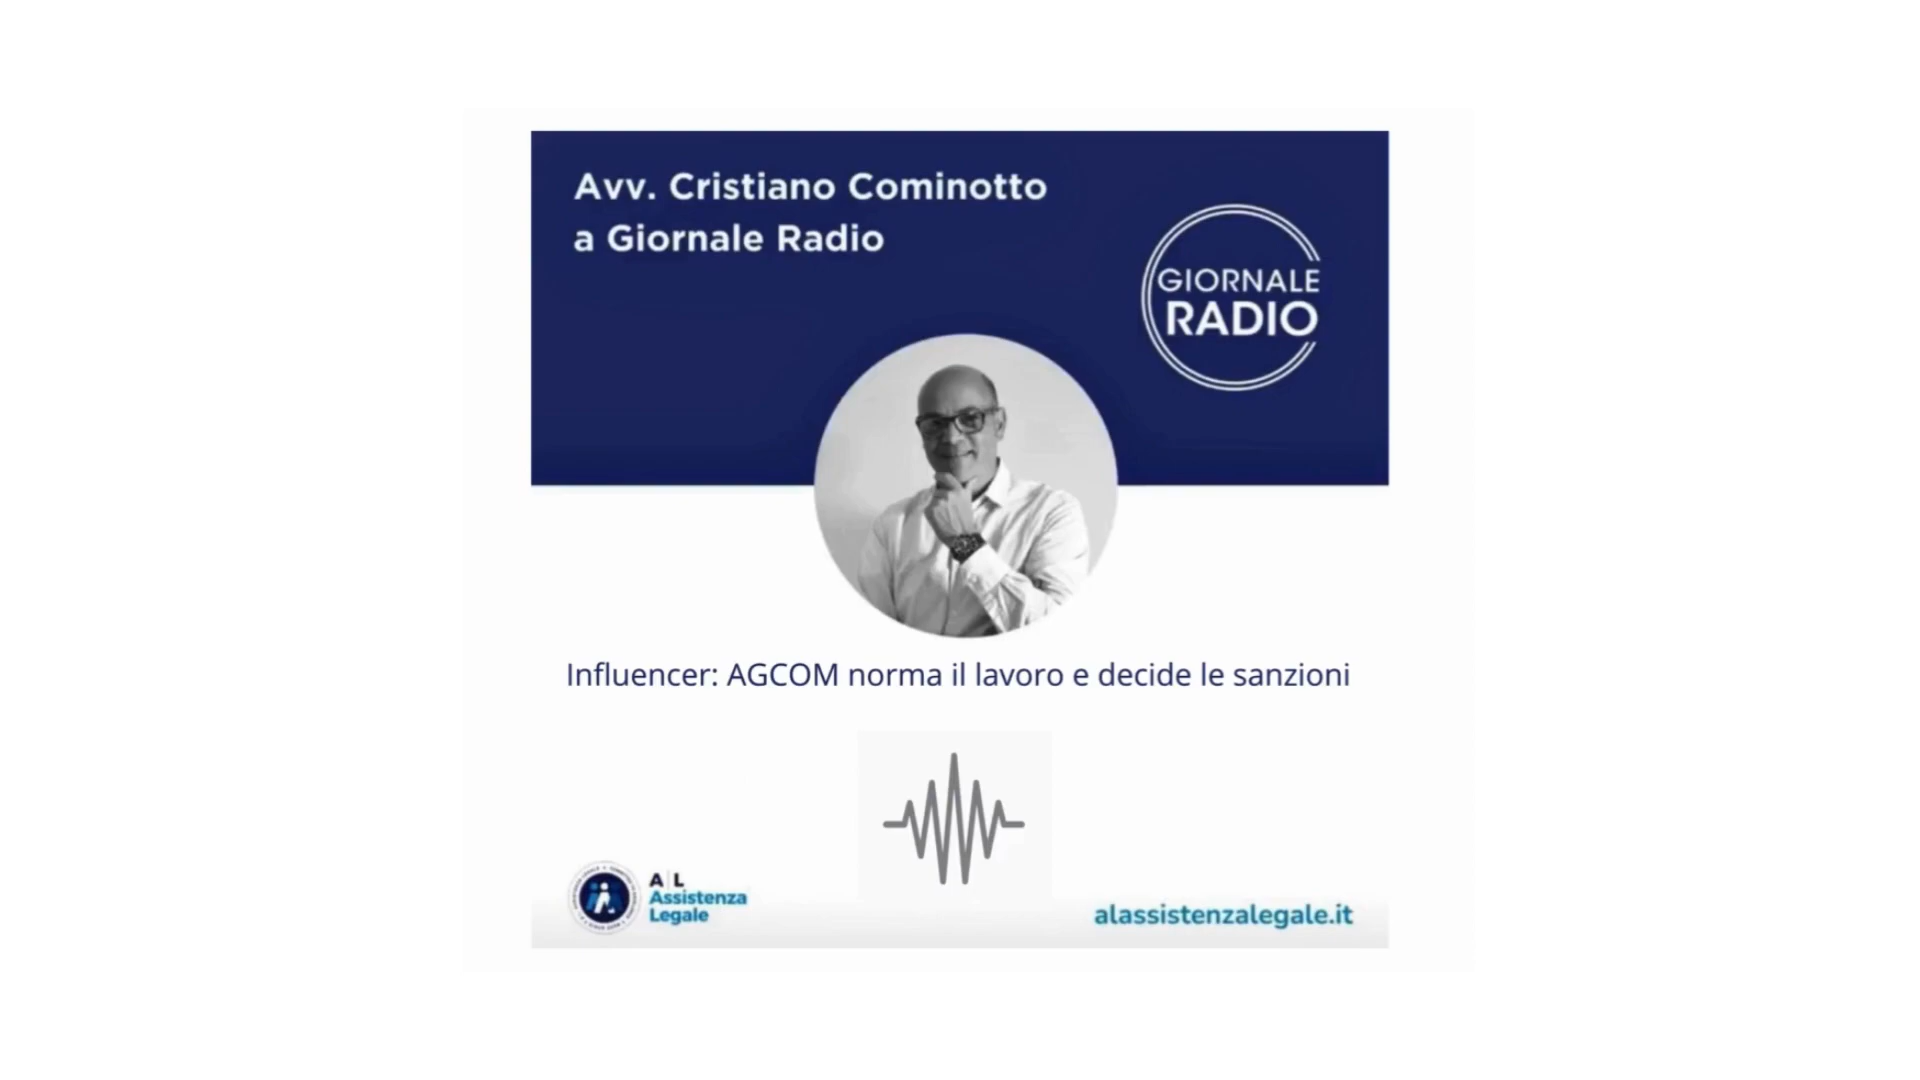 Avv. Cristiano Cominotto
a Giornale Radio
GIORNALE
RADIO
Influencer: AGCOM norma il lavoro e decide le sanzioni
A|L
Assistenza
Legale
alassistenzalegale.it